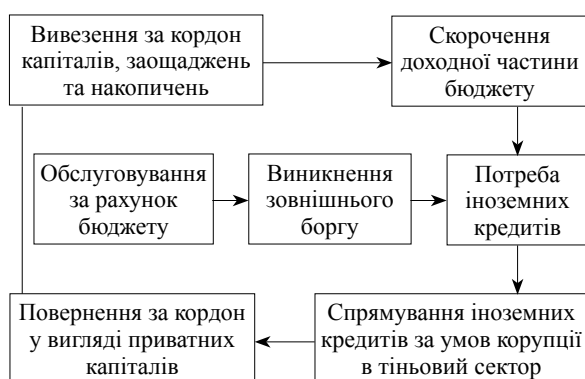 Вивезення за кордон
капіталів, заощаджень
та накопичень
Скорочення
доходної частини
бюджету
Обслуговування
за рахунок
бюджету
Виникнення
зовнішнього
боргу
Потреба
іноземних
кредитів
Повернення за кордон
у вигляді приватних
капіталів
Спрямування іноземних
кредитів за умов корупції
в тіньовий сектор